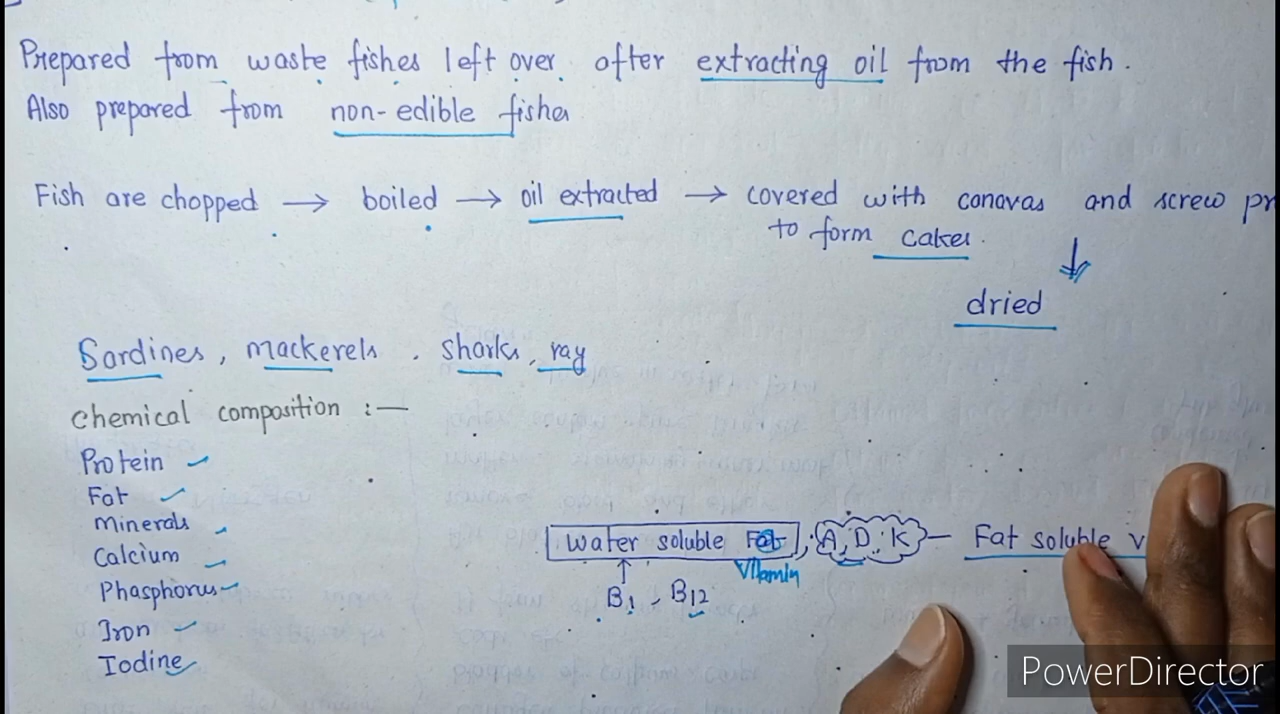 Prepared from waste fishes left over after extracting oil from the fish.
Also prepared from non-edible fishes
Fish are chopped → boiled → oil extracted → covered with canavas and screw pr
to form cakes.
dried
Sardines, mackerels, sharks, ray
Chemical composition :—
Protein
Fat
minerals
Calcium
Phosphorus
Iron
Iodine
Water soluble Fat, A, D, K — Fat soluble v
Vitamin
B1 - B12
PowerDirector